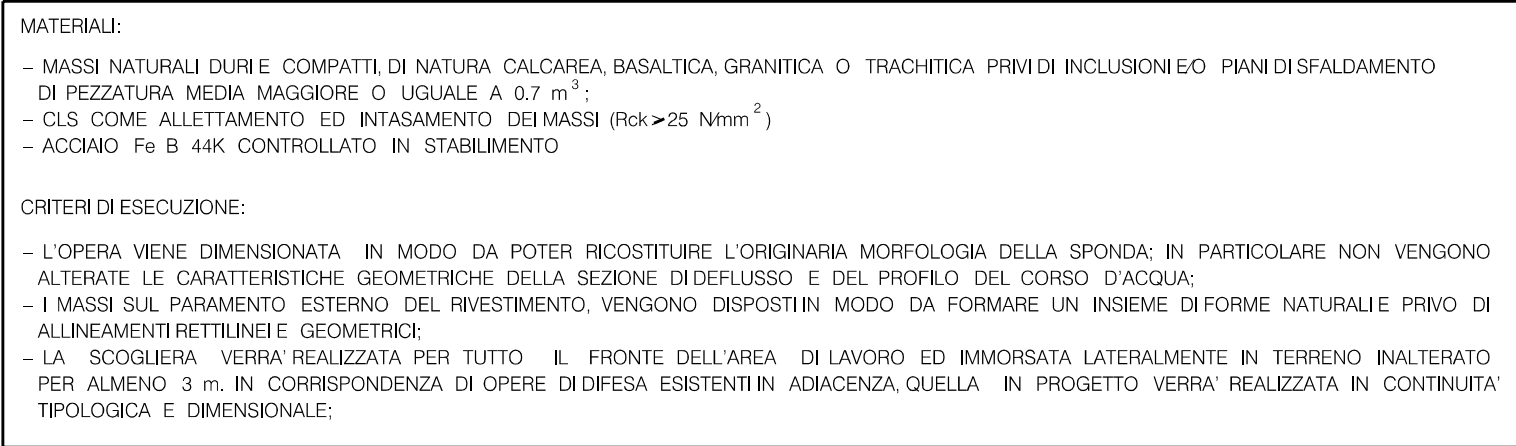 MATERIALI:
– MASSI NATURALI DURI E COMPATTI, DI NATURA CALCAREA, BASALTICA, GRANITICA O TRACHITICA PRIVI DI INCLUSIONI E/O PIANI DI SFALDAMENTO
DI PEZZATURA MEDIA MAGGIORE O UGUALE A 0.7 m³;
– CLS COME ALLETTAMENTO ED INTASAMENTO DEI MASSI (Rck>25 N/mm²)
– ACCIAIO Fe B 44K CONTROLLATO IN STABILIMENTO
CRITERI DI ESECUZIONE:
– L'OPERA VIENE DIMENSIONATA IN MODO DA POTER RICOSTITUIRE L'ORIGINARIA MORFOLOGIA DELLA SPONDA; IN PARTICOLARE NON VENGONO
ALTERATE LE CARATTERISTICHE GEOMETRICHE DELLA SEZIONE DI DEFLUSSO E DEL PROFILO DEL CORSO D'ACQUA;
– I MASSI SUL PARAMENTO ESTERNO DEL RIVESTIMENTO, VENGONO DISPOSTI IN MODO DA FORMARE UN INSIEME DI FORME NATURALI E PRIVO DI
ALLINEAMENTI RETTILINEI E GEOMETRICI;
– LA SCOGLIERA VERRA' REALIZZATA PER TUTTO IL FRONTE DELL'AREA DI LAVORO ED IMMORSATA LATERALMENTE IN TERRENO INALTERATO
PER ALMENO 3 m. IN CORRISPONDENZA DI OPERE DI DIFESA ESISTENTI IN ADIACENZA, QUELLA IN PROGETTO VERRA' REALIZZATA IN CONTINUITA'
TIPOLOGICA E DIMENSIONALE;